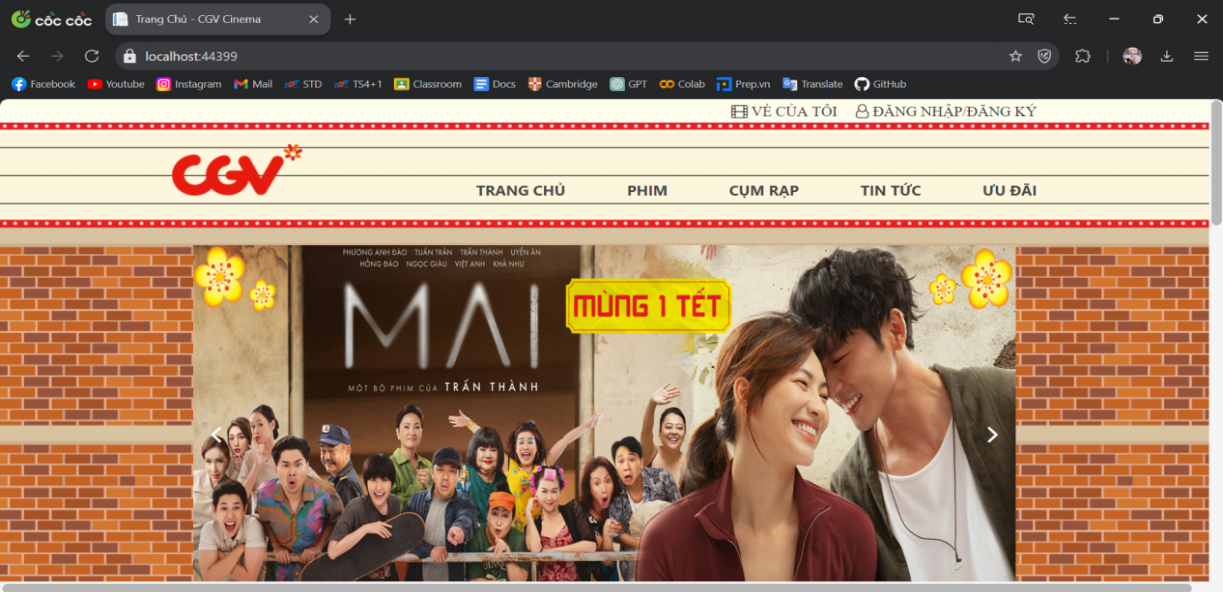 cốc cốc
Trang Chủ - CGV Cinema
localhost:44399
Facebook Youtube Instagram Mail STD TS4+1 Classroom Docs Cambridge GPT Colab Prep.vn Translate GitHub
VÉ CỦA TÔI ĐĂNG NHẬP/ĐĂNG KÝ
CGV
TRANG CHỦ PHIM CỤM RẠP TIN TỨC ƯU ĐÃI
PHƯƠNG ANH ĐÀO TUẤN TRẦN TRẤN THÀNH UYỂN ÂN
HỒNG ĐÀO NGỌC GIÀU VIỆT ANH KHẢ NHƯ
MAI
MÙNG 1 TẾT
MỘT BỘ PHIM CỦA TRẤN THÀNH